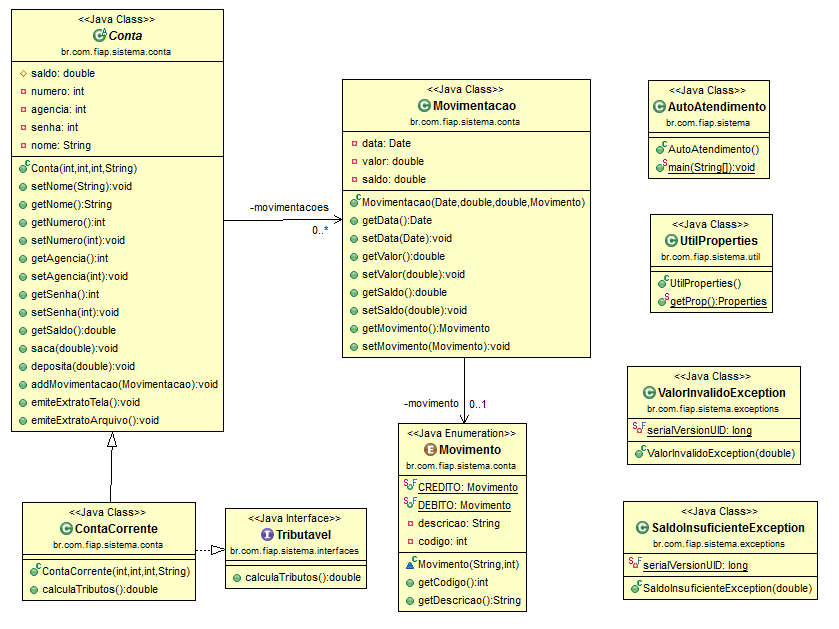 <<Java Class>>
Conta
br.com.fiap.sistema.conta
saldo: double
numero: int
agencia: int
senha: int
nome: String
Conta(int,int,int,String)
setNome(String):void
getNome():String
getNumero():int
setNumero(int):void
getAgencia():int
setAgencia(int):void
getSenha():int
setSenha(int):void
getSaldo():double
saca(double):void
deposita(double):void
addMovimentacao(Movimentacao):void
emiteExtratoTela():void
emiteExtratoArquivo():void
-movimentacoes
0..*
<<Java Class>>
Movimentacao
br.com.fiap.sistema.conta
data: Date
valor: double
saldo: double
Movimentacao(Date,double,double,Movimento)
getData():Date
setData(Date):void
getValor():double
setValor(double):void
getSaldo():double
setSaldo(double):void
getMovimento():Movimento
setMovimento(Movimento):void
-movimento
0..1
<<Java Enumeration>>
Movimento
br.com.fiap.sistema.conta
CREDITO: Movimento
DEBITO: Movimento
descricao: String
codigo: int
Movimento(String,int)
getCodigo():int
getDescricao():String
<<Java Class>>
ContaCorrente
br.com.fiap.sistema.conta
ContaCorrente(int,int,int,String)
calculaTributos():double
<<Java Interface>>
Tributavel
br.com.fiap.sistema.interfaces
calculaTributos():double
<<Java Class>>
AutoAtendimento
br.com.fiap.sistema
AutoAtendimento()
main(String[]):void
<<Java Class>>
UtilProperties
br.com.fiap.sistema.util
UtilProperties()
getProp():Properties
<<Java Class>>
ValorInvalidoException
br.com.fiap.sistema.exceptions
serialVersionUID: long
ValorInvalidoException(double)
<<Java Class>>
SaldoInsuficienteException
br.com.fiap.sistema.exceptions
serialVersionUID: long
SaldoInsuficienteException(double)